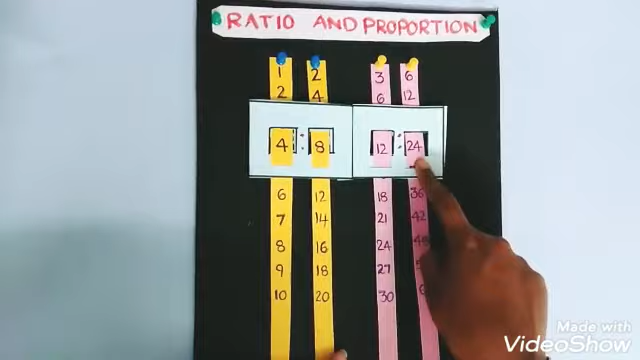 RATIO AND PROPORTION
1 2 3 6
2 4 6 12
4 : 8 12 : 24
6 12 18 36
7 14 21 42
8 16 24 48
9 18 27
10 20 30
Made with
VideoShow